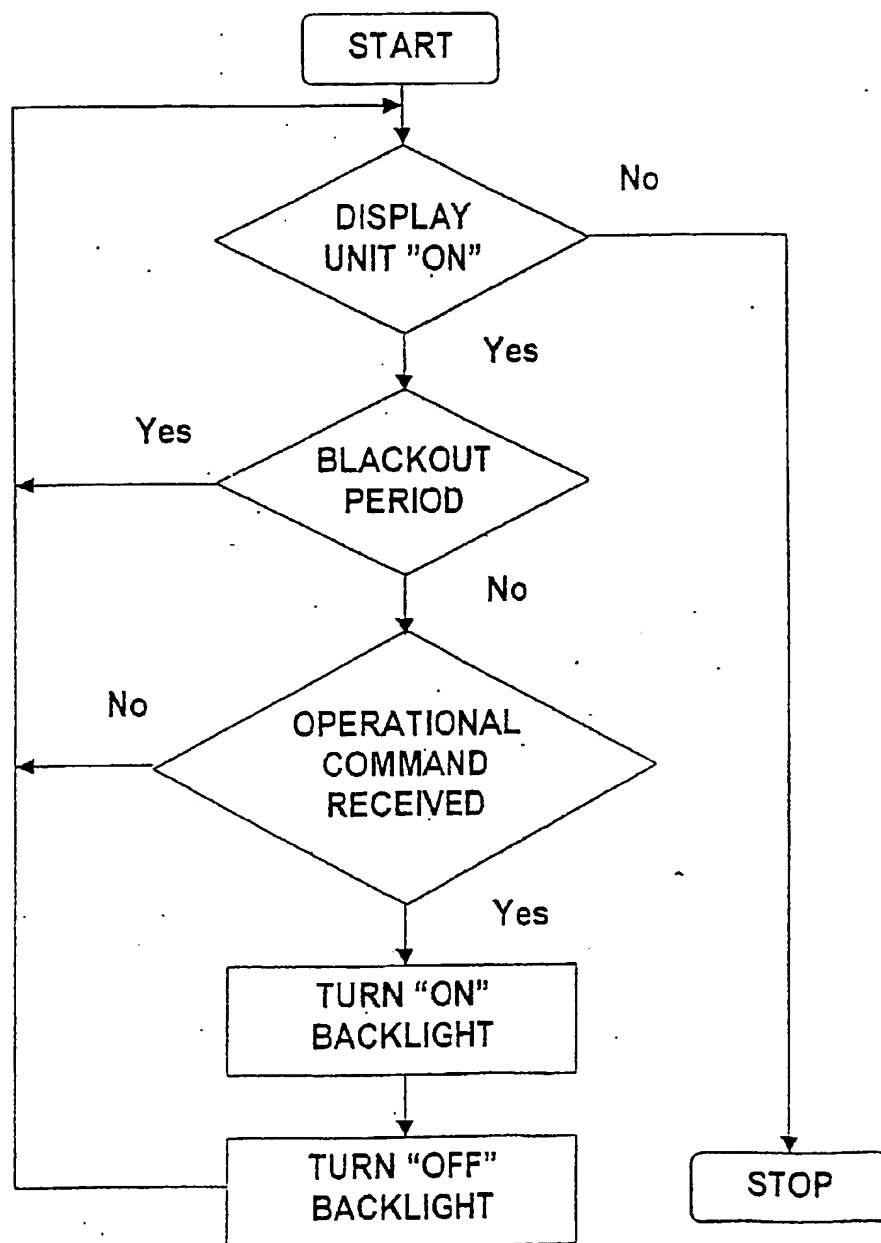 START
No
DISPLAY
UNIT "ON"
Yes
Yes
BLACKOUT
PERIOD
No
No
OPERATIONAL
COMMAND
RECEIVED
Yes
TURN "ON"
BACKLIGHT
TURN "OFF"
BACKLIGHT
STOP